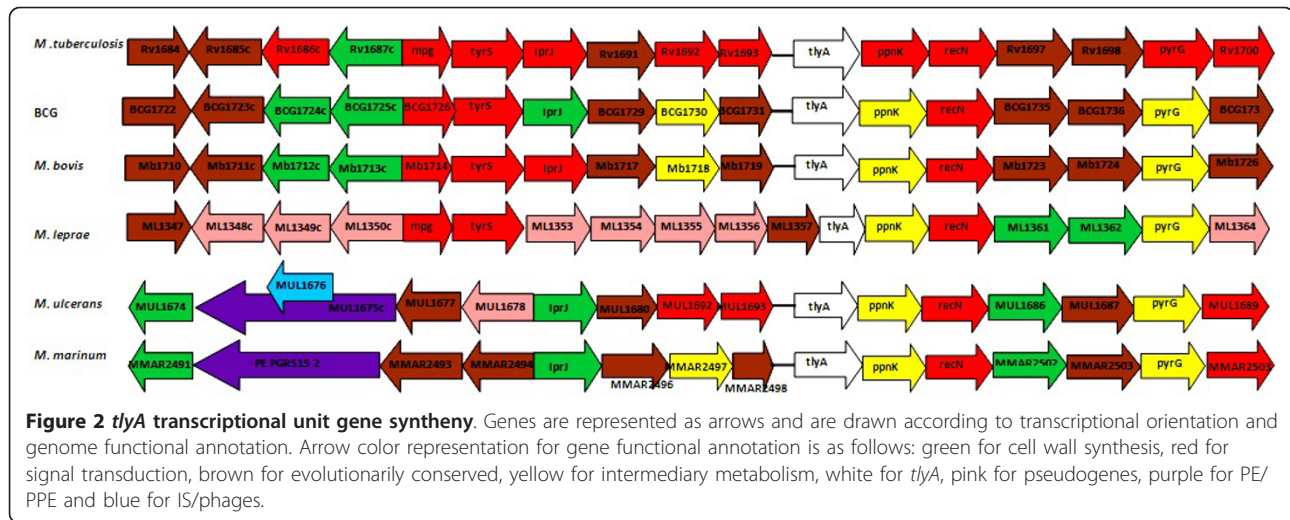 M .tuberculosis Rv1684 Rv1685c Rv1686c Rv1687c mpg tyrS IprJ Rv1691 Rv1692 Rv1693 tlyA ppnK recN Rv1697 Rv1698 pyrG Rv1700
BCG BCG1722 BCG1723c BCG1724c BCG1725c BCG1726 tyrS IprJ BCG1729 BCG1730 BCG1731 tlyA ppnK recN BCG1735 BCG1736 pyrG BCG173
M. bovis Mb1710 Mb1711c Mb1712c Mb1713c Mb1714 tyrS IprJ Mb1717 Mb1718 Mb1719 tlyA ppnK recN Mb1723 Mb1724 pyrG Mb1726
M. leprae ML1347 ML1348c ML1349c ML1350c mpg tyrS ML1353 ML1354 ML1355 ML1356 ML1357 tlyA ppnK recN ML1361 ML1362 pyrG ML1364
MUL1676
M. ulcerans MUL1674 MUL1675c MUL1677 MUL1678 IprJ MUL1680 MUL1692 MUL1693 tlyA ppnK recN MUL1686 MUL1687 pyrG MUL1689
M. marinum MMAR2491 PE PGRS15 2 MMAR2493 MMAR2494 IprJ MMAR2496 MMAR2497 MMAR2498 tlyA ppnK recN MMAR2502 MMAR2503 pyrG MMAR2503
Figure 2 tlyA transcriptional unit gene syntheny. Genes are represented as arrows and are drawn according to transcriptional orientation and
genome functional annotation. Arrow color representation for gene functional annotation is as follows: green for cell wall synthesis, red for
signal transduction, brown for evolutionarily conserved, yellow for intermediary metabolism, white for tlyA, pink for pseudogenes, purple for PE/
PPE and blue for IS/phages.